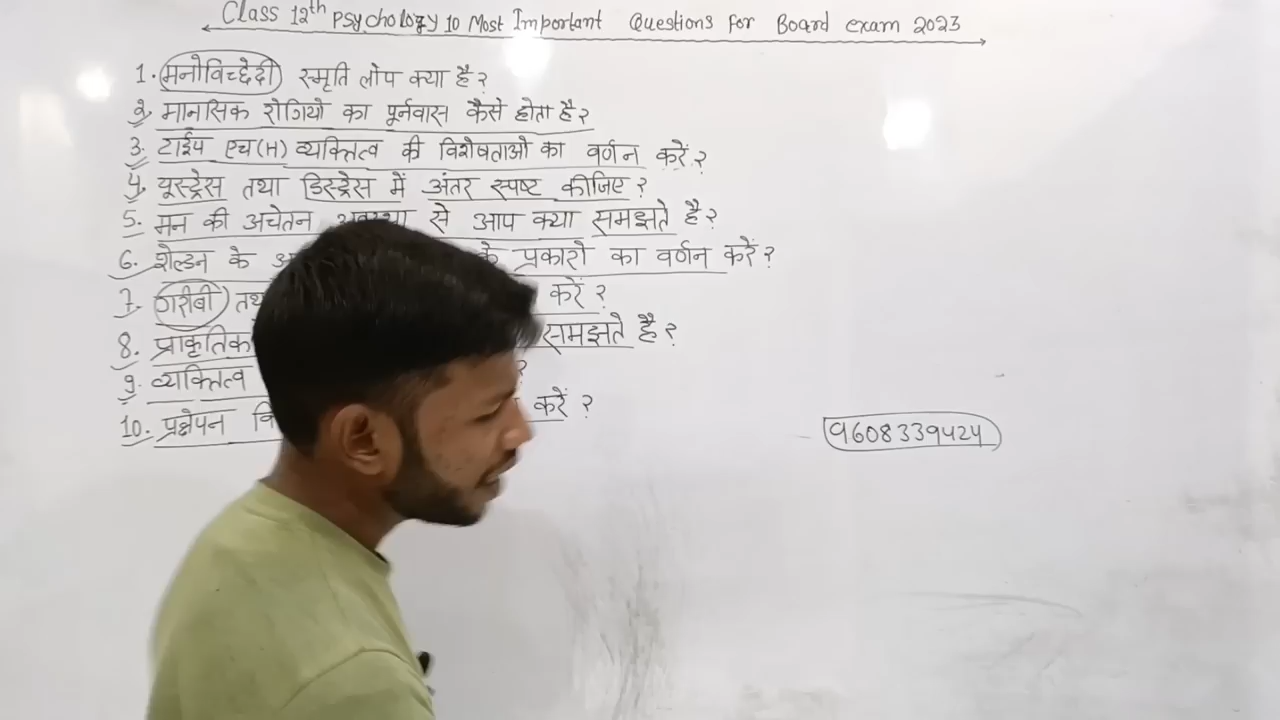 Class 12th Psychology 10 Most Important Questions for Board exam 2023
1. मनोविच्छेदी स्मृति लोप क्या है?
2. मानसिक रोगियो का पूर्नवास कैसे होता है?
3. टाईप एच(H) व्यक्तित्व की विशेषताओ का वर्णन करें?
4. यूस्ट्रेस तथा डिस्ट्रेस में अंतर स्पष्ट कीजिए?
5. मन की अचेतन अवस्था से आप क्या समझते है?
6. शेल्डन के के प्रकारो का वर्णन करें?
7. गरीबी तथा करें?
8. प्राकृतिक समझते है?
9. व्यक्तित्व ?
10. प्रक्षेपन करें?
9608339424